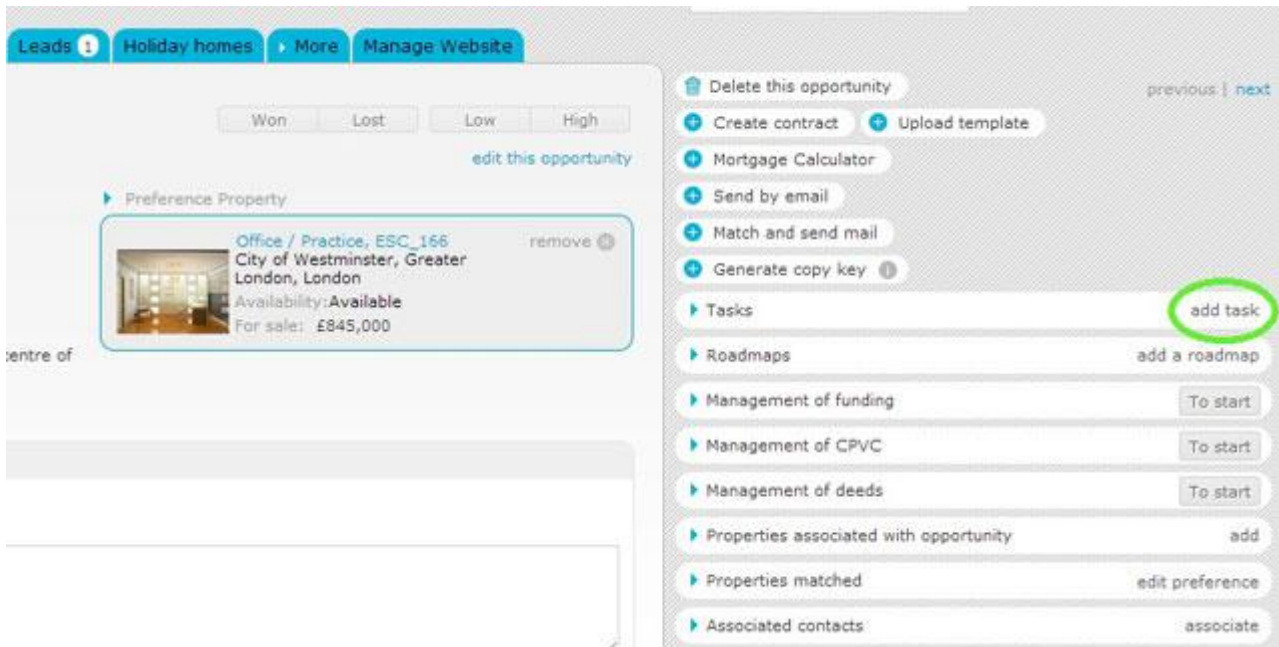 Leads 1 Holiday homes More Manage Website
Won Lost Low High
edit this opportunity
Preference Property
Office / Practice, ESC_166 remove
City of Westminster, Greater
London, London
Availability: Available
For sale: £845,000
centre of
Delete this opportunity previous | next
Create contract Upload template
Mortgage Calculator
Send by email
Match and send mail
Generate copy key i
Tasks add task
Roadmaps add a roadmap
Management of funding To start
Management of CPVC To start
Management of deeds To start
Properties associated with opportunity add
Properties matched edit preference
Associated contacts associate